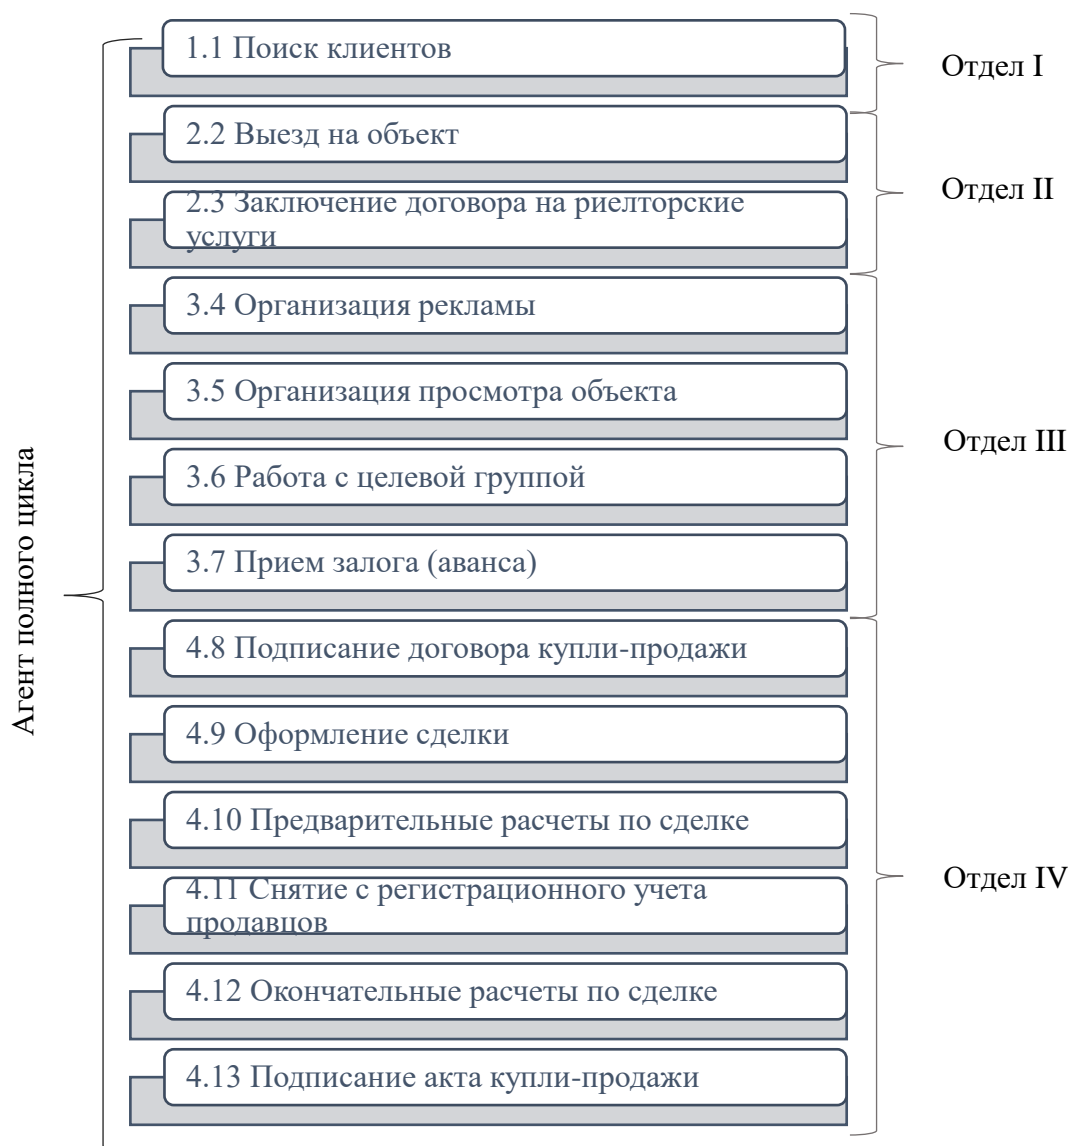 Агент полного цикла
1.1 Поиск клиентов
Отдел I
2.2 Выезд на объект
2.3 Заключение договора на риелторские
услуги
Отдел II
3.4 Организация рекламы
3.5 Организация просмотра объекта
3.6 Работа с целевой группой
3.7 Прием залога (аванса)
Отдел III
4.8 Подписание договора купли-продажи
4.9 Оформление сделки
4.10 Предварительные расчеты по сделке
4.11 Снятие с регистрационного учета
продавцов
4.12 Окончательные расчеты по сделке
4.13 Подписание акта купли-продажи
Отдел IV